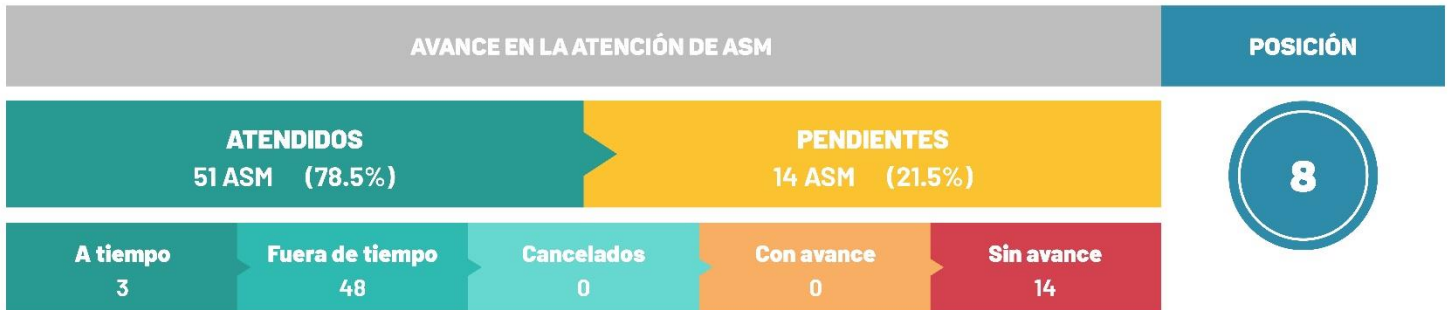 AVANCE EN LA ATENCIÓN DE ASM
POSICIÓN
ATENDIDOS
51 ASM (78.5%)
PENDIENTES
14 ASM (21.5%)
8
A tiempo
3
Fuera de tiempo
48
Cancelados
0
Con avance
0
Sin avance
14